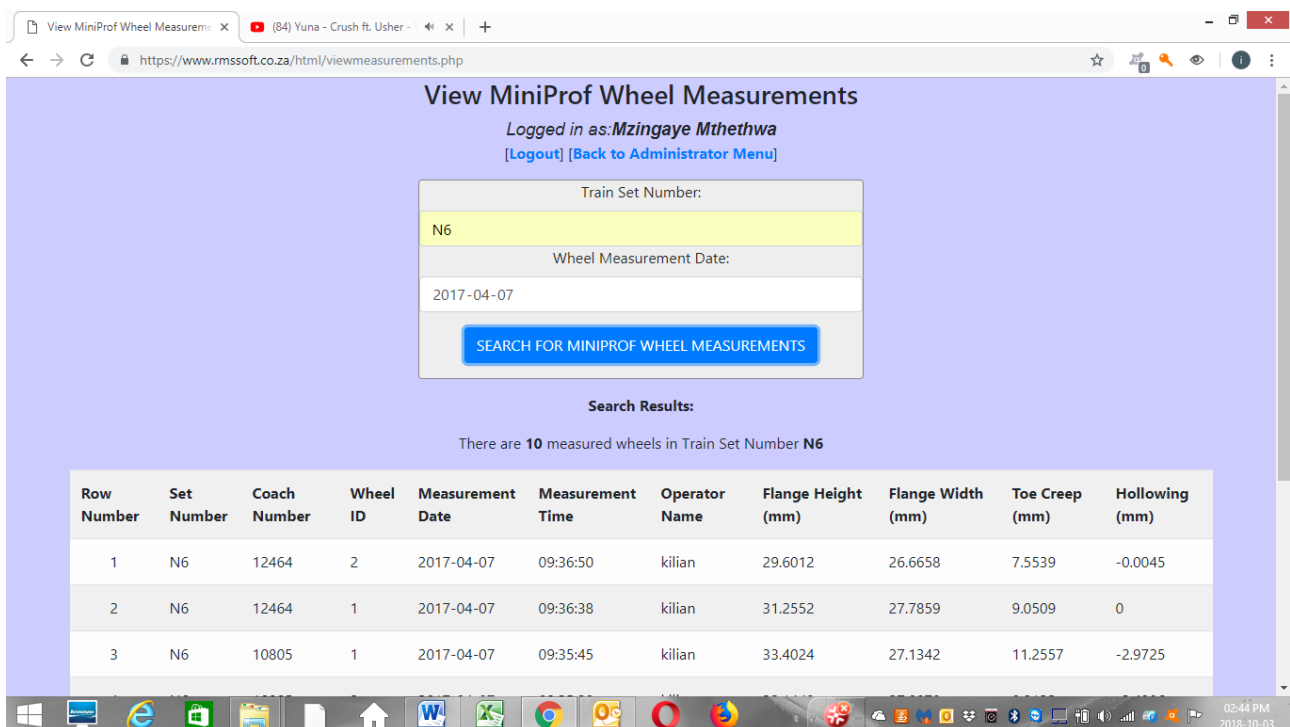 View MiniProf Wheel Measureme
(84) Yuna - Crush ft. Usher -
https://www.rmssoft.co.za/html/viewmeasurements.php
View MiniProf Wheel Measurements
Logged in as:Mzingaye Mthethwa
[Logout] [Back to Administrator Menu]
Train Set Number:
N6
Wheel Measurement Date:
2017-04-07
SEARCH FOR MINIPROF WHEEL MEASUREMENTS
Search Results:
There are 10 measured wheels in Train Set Number N6
Row Number Set Number Coach Number Wheel ID Measurement Date Measurement Time Operator Name Flange Height (mm) Flange Width (mm) Toe Creep (mm) Hollowing (mm)
1 N6 12464 2 2017-04-07 09:36:50 kilian 29.6012 26.6658 7.5539 -0.0045
2 N6 12464 1 2017-04-07 09:36:38 kilian 31.2552 27.7859 9.0509 0
3 N6 10805 1 2017-04-07 09:35:45 kilian 33.4024 27.1342 11.2557 -2.9725
02:44 PM
2018-10-03